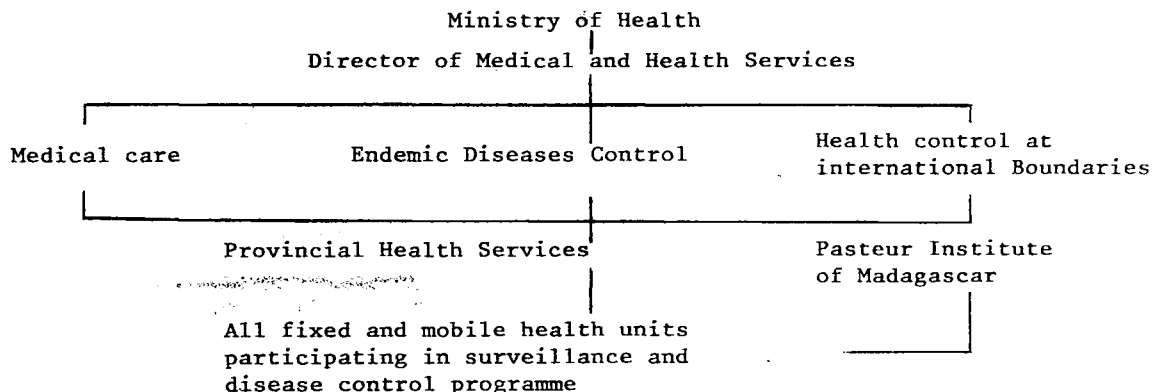 Ministry of Health
Director of Medical and Health Services
Medical care
Endemic Diseases Control
Health control at
international Boundaries
Provincial Health Services
Pasteur Institute
of Madagascar
All fixed and mobile health units
participating in surveillance and
disease control programme